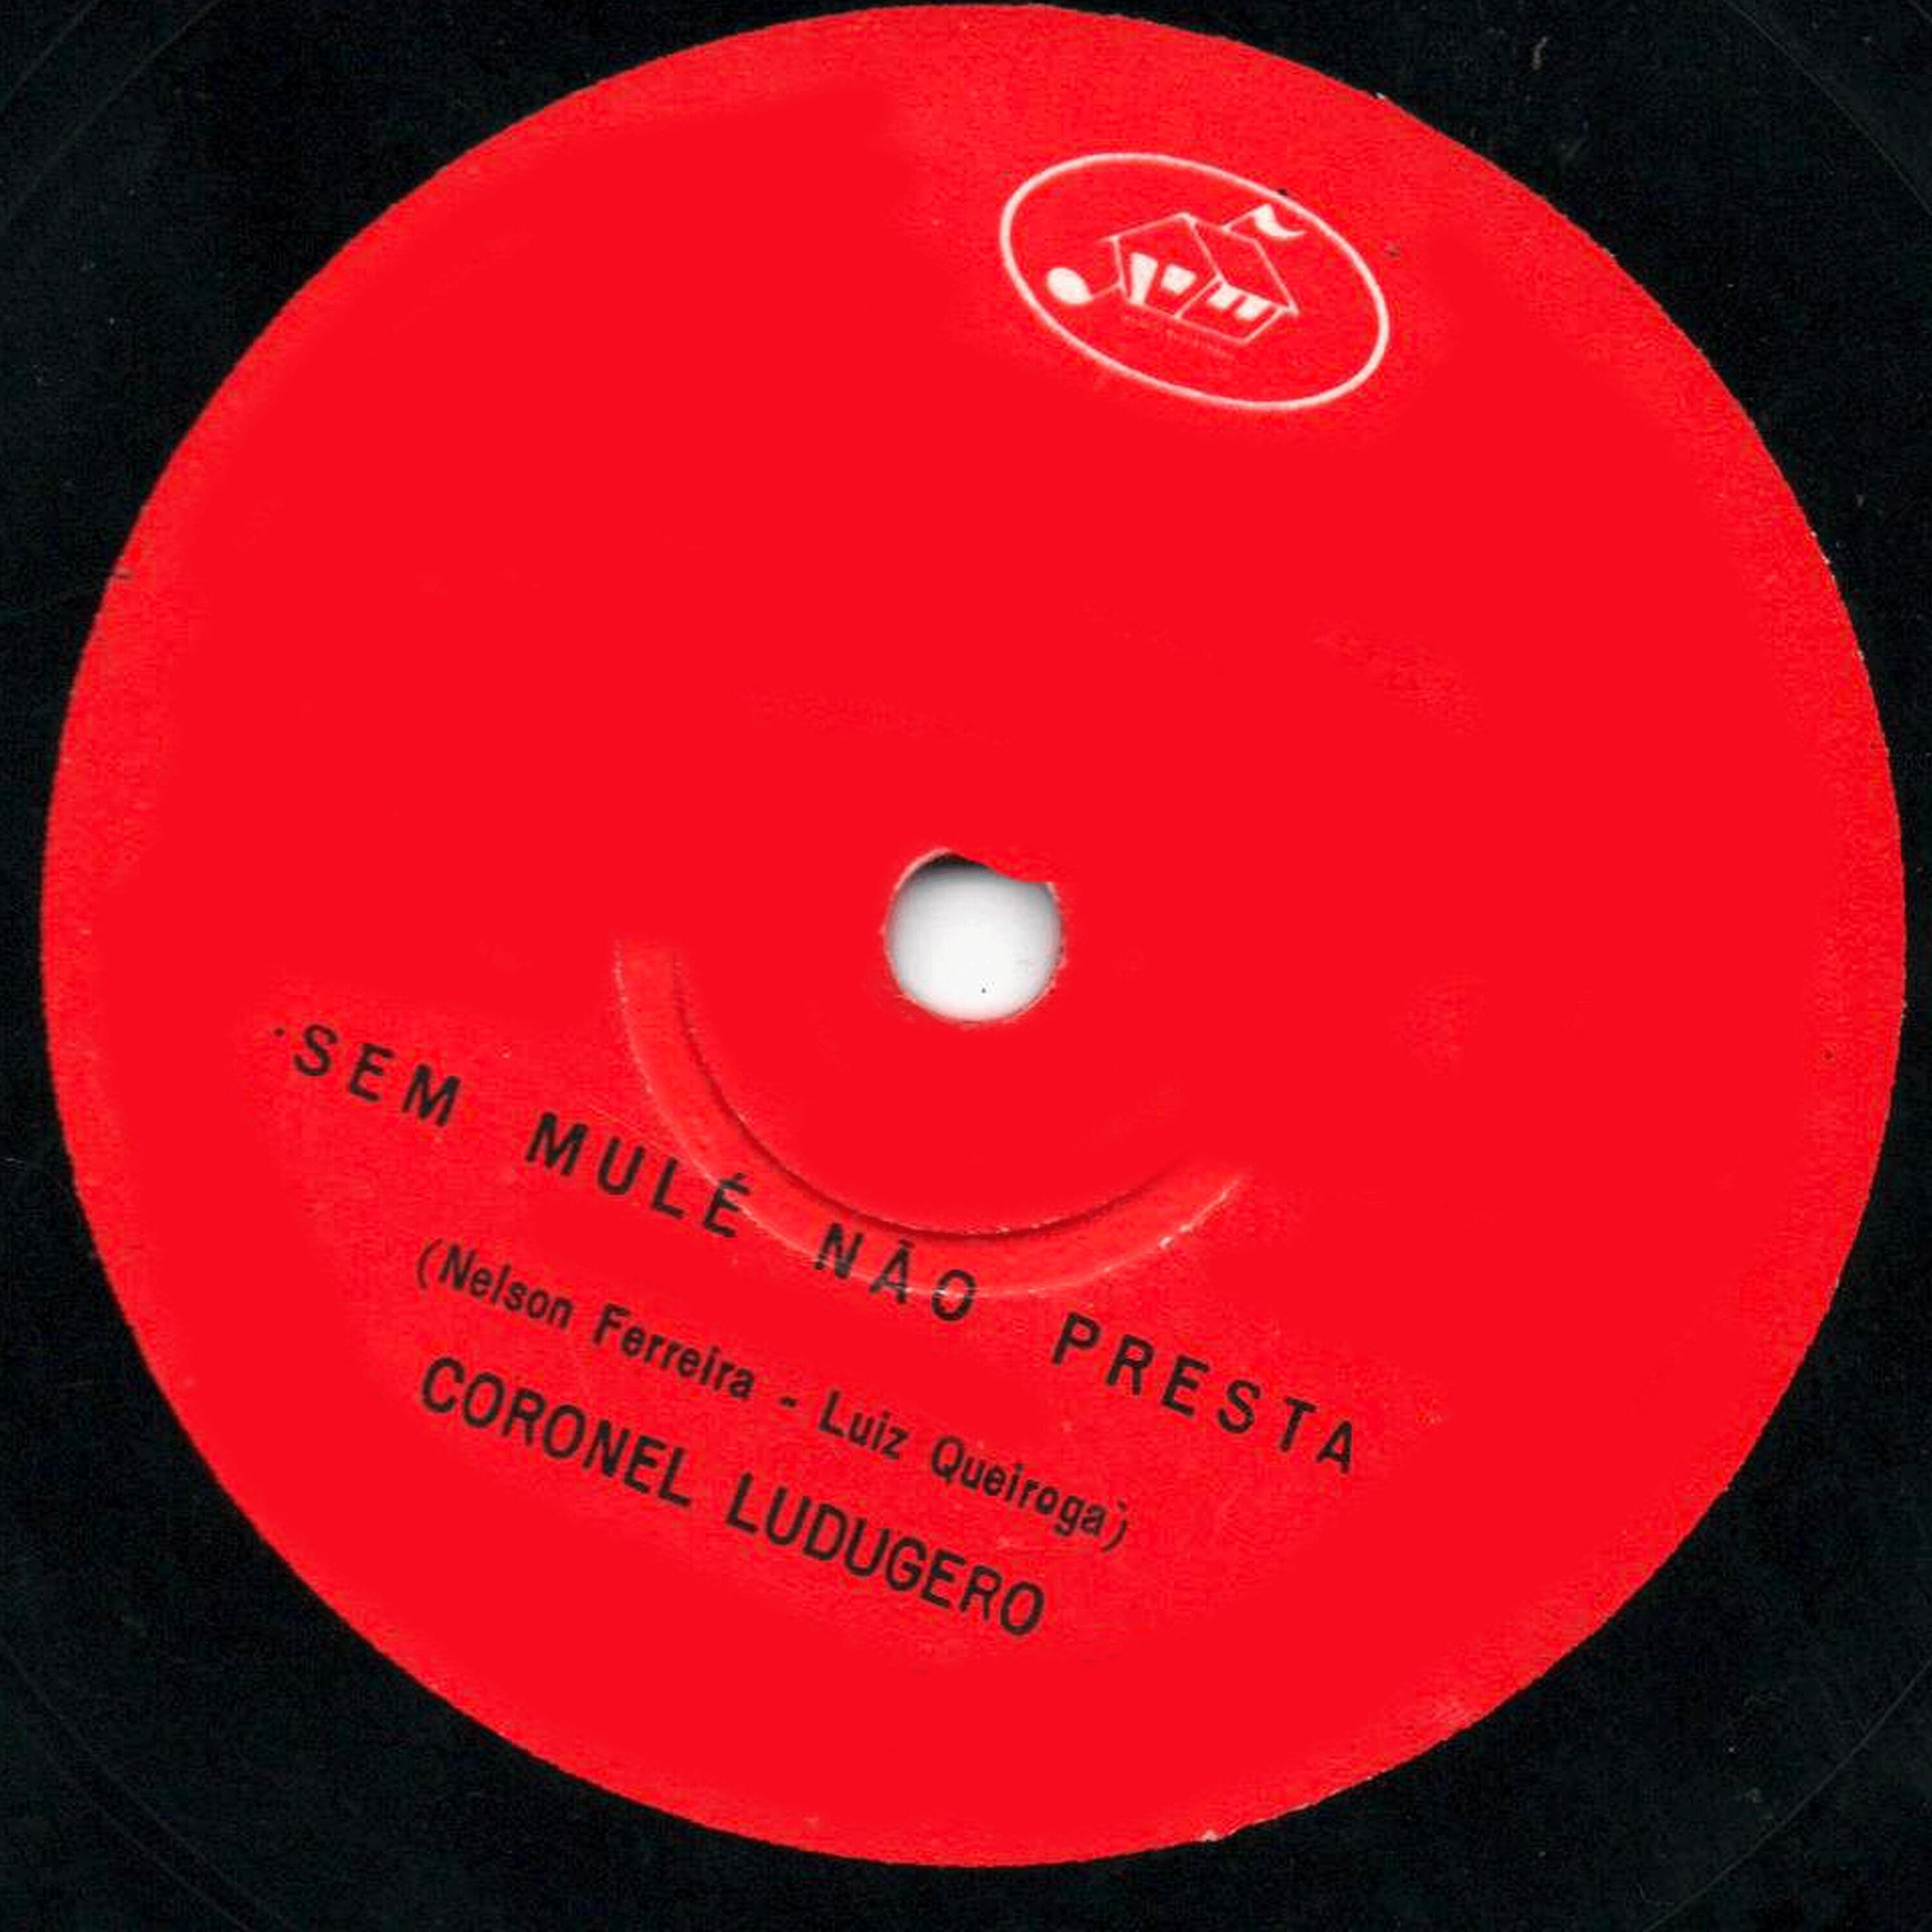 SEM MULÉ NÃO PRESTA
(Nelson Ferreira - Luiz Queiroga)
CORONEL LUDUGERO